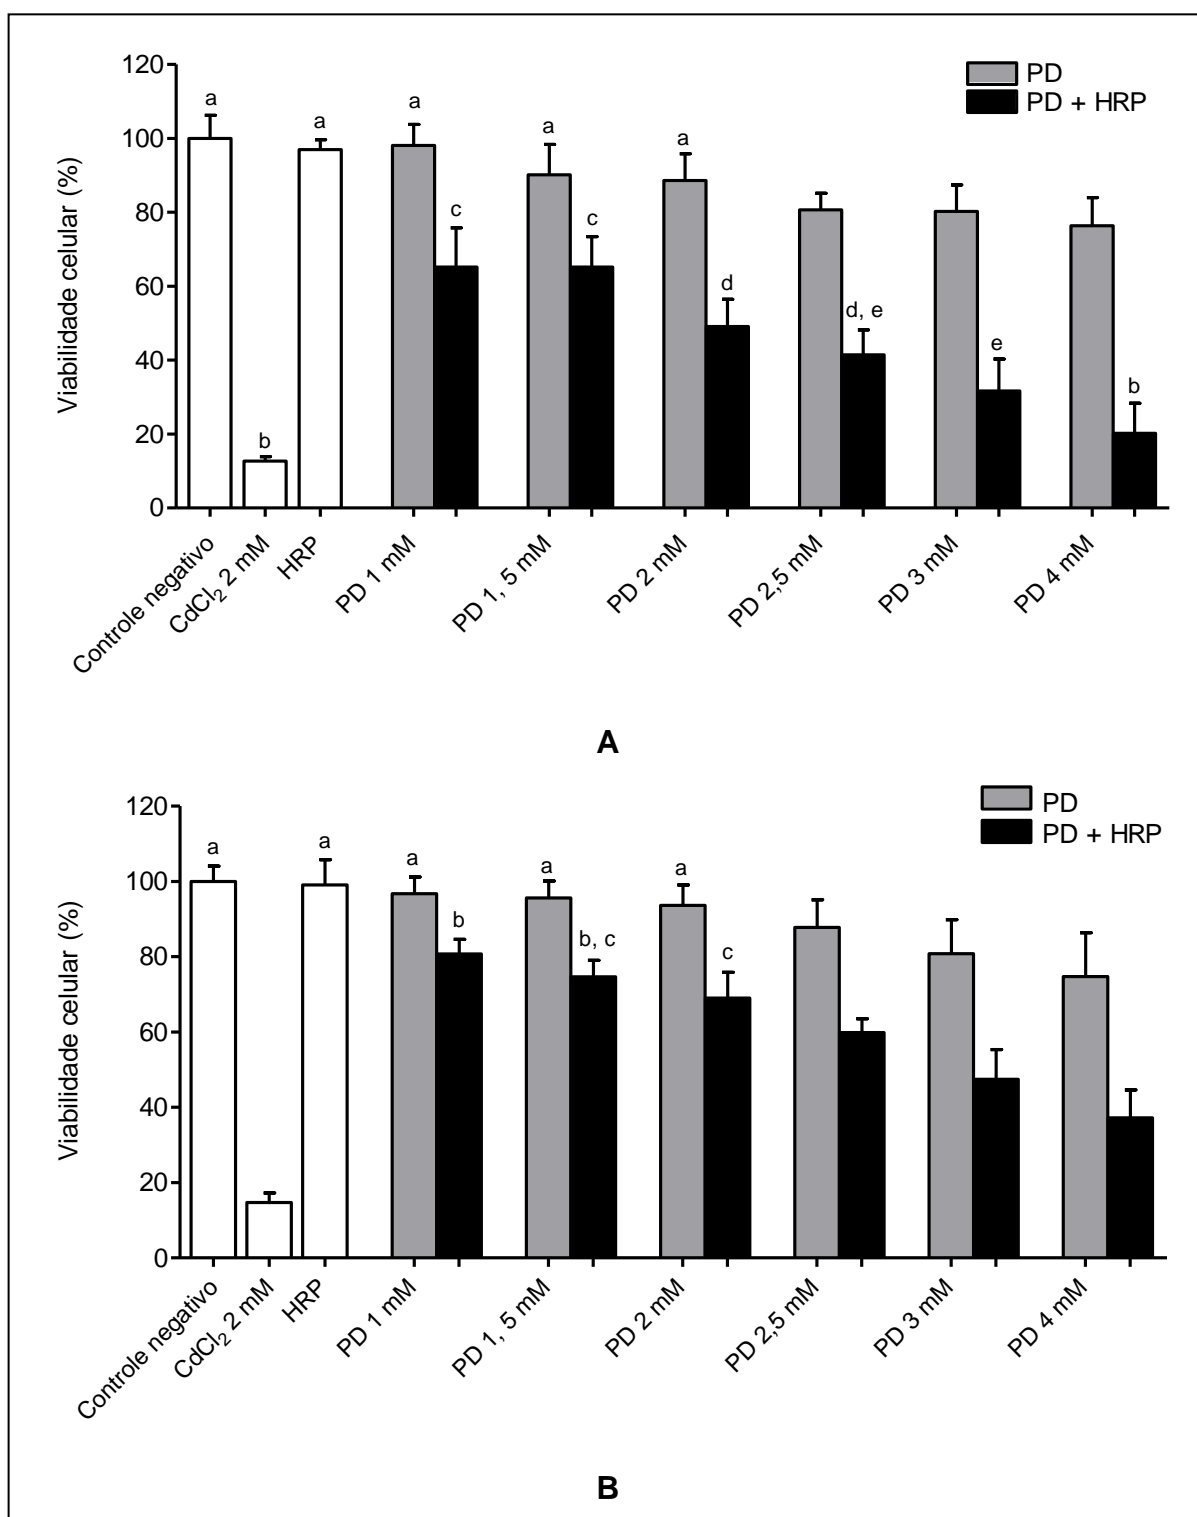 PD
PD + HRP
Viabilidade celular (%)
120
100
80
60
40
20
0
a
b
a
a
c
a
c
a
d
d, e
e
b
Controle negativo
CdCl₂ 2 mM
HRP
PD 1 mM
PD 1, 5 mM
PD 2 mM
PD 2,5 mM
PD 3 mM
PD 4 mM
A
PD
PD + HRP
Viabilidade celular (%)
120
100
80
60
40
20
0
a
a
a
b
a
b, c
a
c
Controle negativo
CdCl₂ 2 mM
HRP
PD 1 mM
PD 1, 5 mM
PD 2 mM
PD 2,5 mM
PD 3 mM
PD 4 mM
B